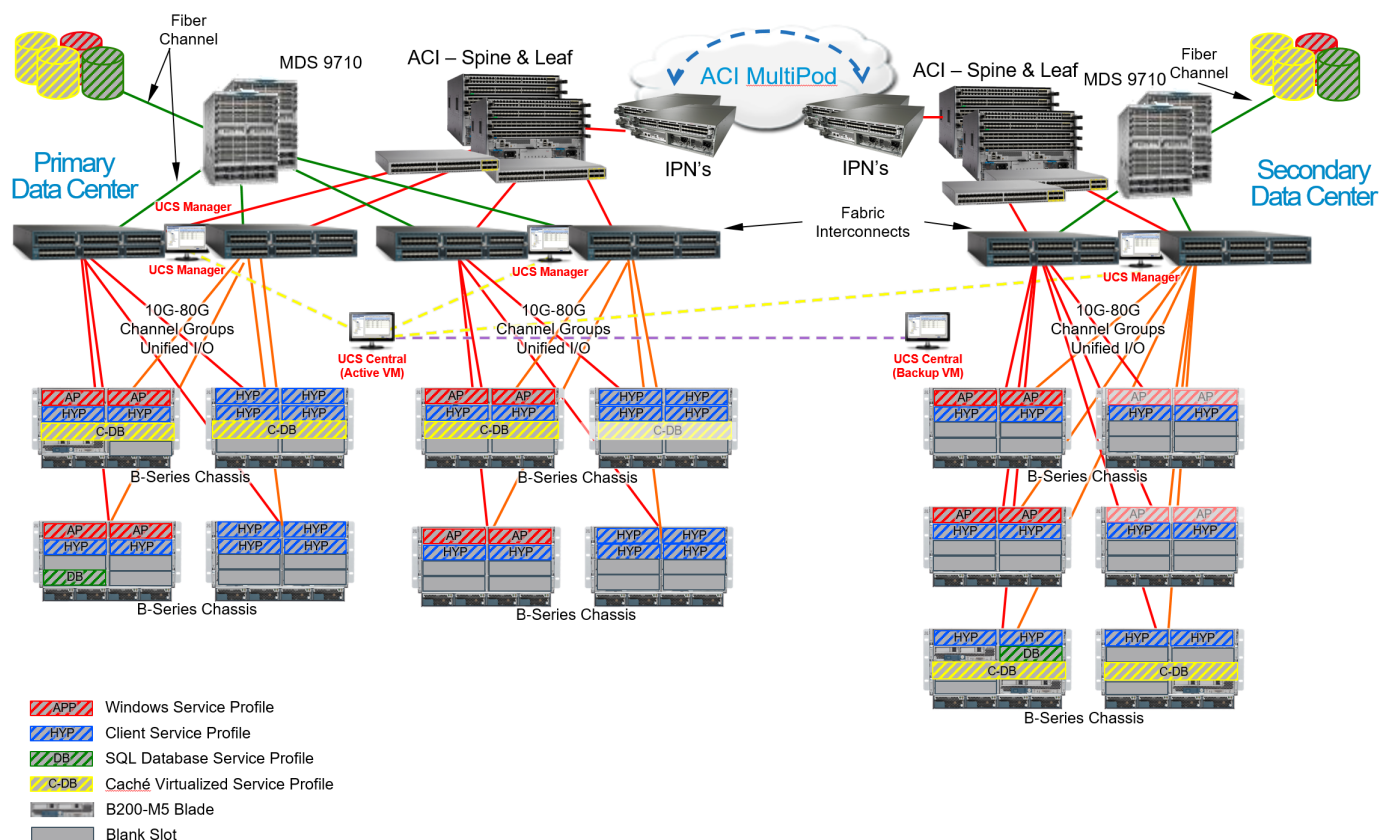 Fiber
Channel
MDS 9710
ACI – Spine & Leaf
ACI MultiPod
ACI – Spine & Leaf
MDS 9710
Fiber
Channel
IPN's
IPN's
Primary
Data Center
Secondary
Data Center
UCS Manager
UCS Manager
UCS Manager
UCS Manager
Fabric
Interconnects
10G-80G
Channel Groups
Unified I/O
10G-80G
Channel Groups
Unified I/O
10G-80G
Channel Groups
Unified I/O
UCS Central
(Active VM)
UCS Central
(Backup VM)
AP AP
HYP HYP
C-DB
HYP HYP
HYP HYP
C-DB
B-Series Chassis
AP AP
HYP HYP
C-DB
HYP HYP
HYP HYP
C-DB
B-Series Chassis
AP AP
HYP HYP
AP AP
HYP HYP
B-Series Chassis
AP AP
HYP HYP
DB
HYP HYP
HYP HYP
B-Series Chassis
AP AP
HYP HYP
HYP HYP
HYP HYP
B-Series Chassis
AP AP
HYP HYP
AP AP
HYP HYP
HYP HYP
DB
C-DB
HYP HYP
C-DB
B-Series Chassis
APP Windows Service Profile
HYP Client Service Profile
DB SQL Database Service Profile
C-DB Caché Virtualized Service Profile
B200-M5 Blade
Blank Slot